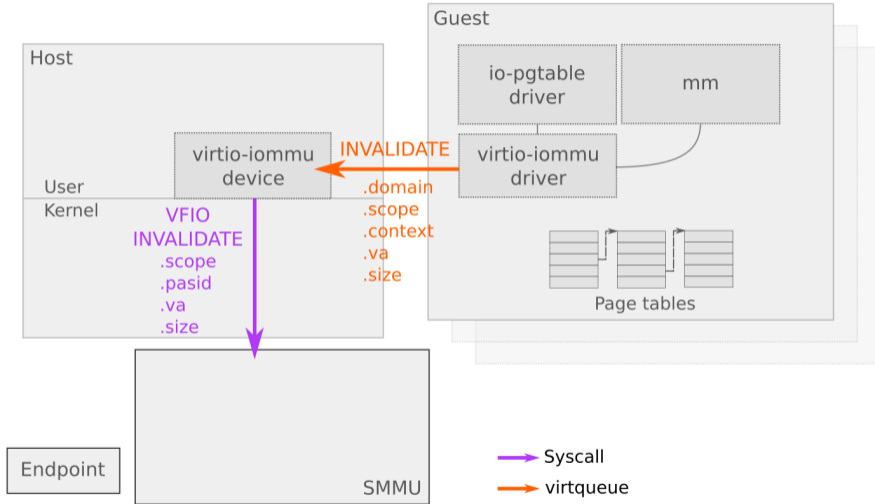 Guest
Host
io-pgtable
driver
mm
INVALIDATE
virtio-iommu
device
virtio-iommu
driver
User
Kernel
.domain
.scope
.context
.va
.size
VFIO
INVALIDATE
.scope
.pasid
.va
.size
Page tables
Endpoint
SMMU
Syscall
virtqueue